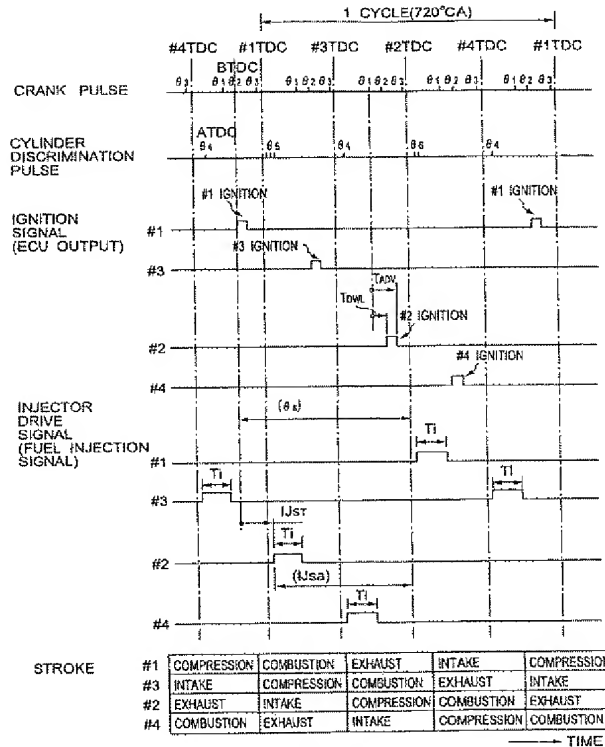 1 CYCLE(720°CA)
#4TDC #1TDC #3TDC #2TDC #4TDC #1TDC
BTDC
θ3 θ1θ2 θ3 θ1θ2θ3 θ1θ2θ3 θ1θ2 θ3 θ1θ2 θ3
CRANK PULSE
ATDC
CYLINDER
DISCRIMINATION
PULSE
θ4 θ5 θ4 θ6 θ4
#1 IGNITION #1 IGNITION
IGNITION
SIGNAL
(ECU OUTPUT)
#1
#3 IGNITION
#3
TADV
TDWL
#2 IGNITION
#2
#4 IGNITION
#4
INJECTOR
DRIVE
SIGNAL
(FUEL INJECTION
SIGNAL)
Ti
#1
Ti Ti
#3
IJST
Ti
#2
(IJsa)
Ti
#4
STROKE
#1 COMPRESSION COMBUSTION EXHAUST INTAKE COMPRESSION
#3 INTAKE COMPRESSION COMBUSTION EXHAUST INTAKE
#2 EXHAUST INTAKE COMPRESSION COMBUSTION EXHAUST
#4 COMBUSTION EXHAUST INTAKE COMPRESSION COMBUSTION
TIME